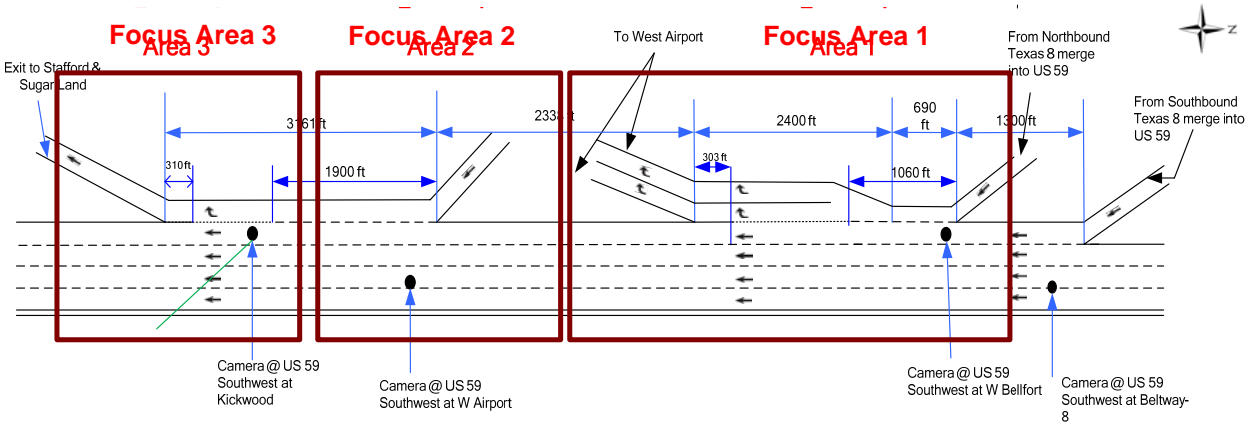 Focus Area 3
Area 3
Focus Area 2
Area 2
Focus Area 1
Area 1
Z
To West Airport
From Northbound
Texas 8 merge
into US 59
Exit to Stafford &
Sugar Land
From Southbound
Texas 8 merge into
US 59
3161 ft
2338 ft
2400 ft
690
ft
1300 ft
310 ft
1900 ft
303 ft
1060 ft
Camera @ US 59
Southwest at
Kickwood
Camera @ US 59
Southwest at W Airport
Camera @ US 59
Southwest at W Bellfort
Camera @ US 59
Southwest at Beltway-
8